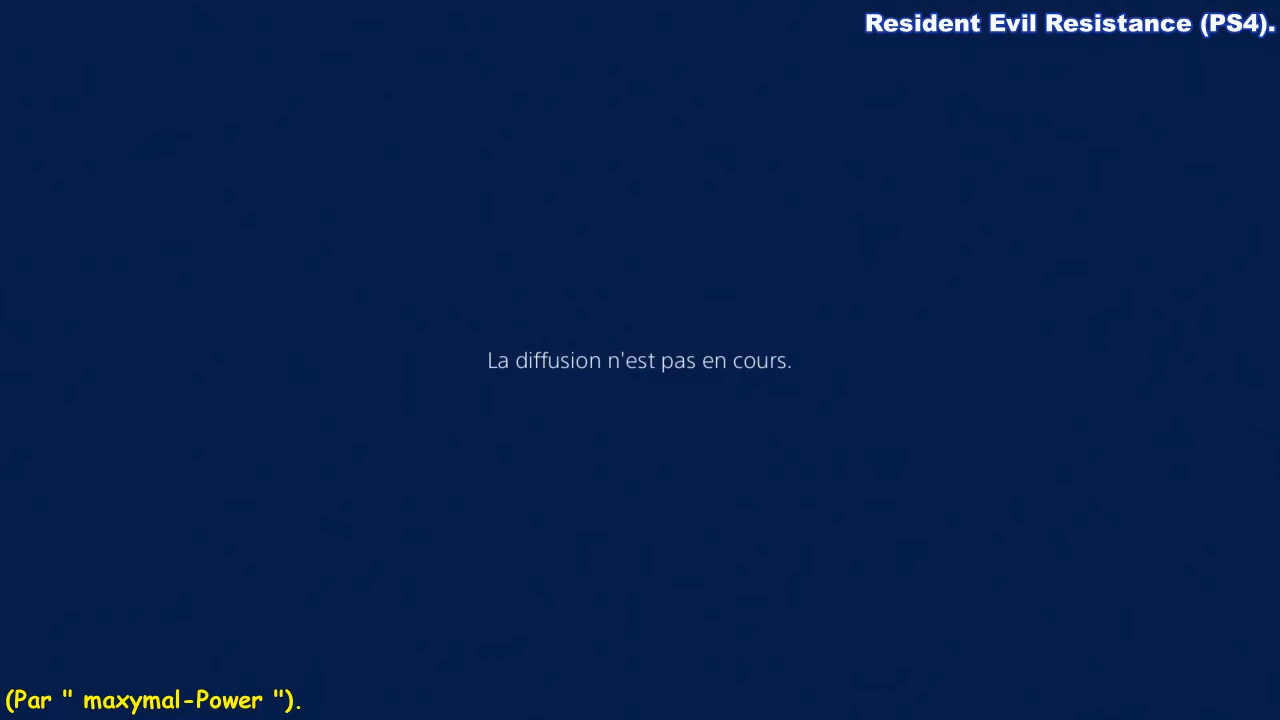 Resident Evil Resistance (PS4).
La diffusion n'est pas en cours.
(Par " maxymal-Power ").